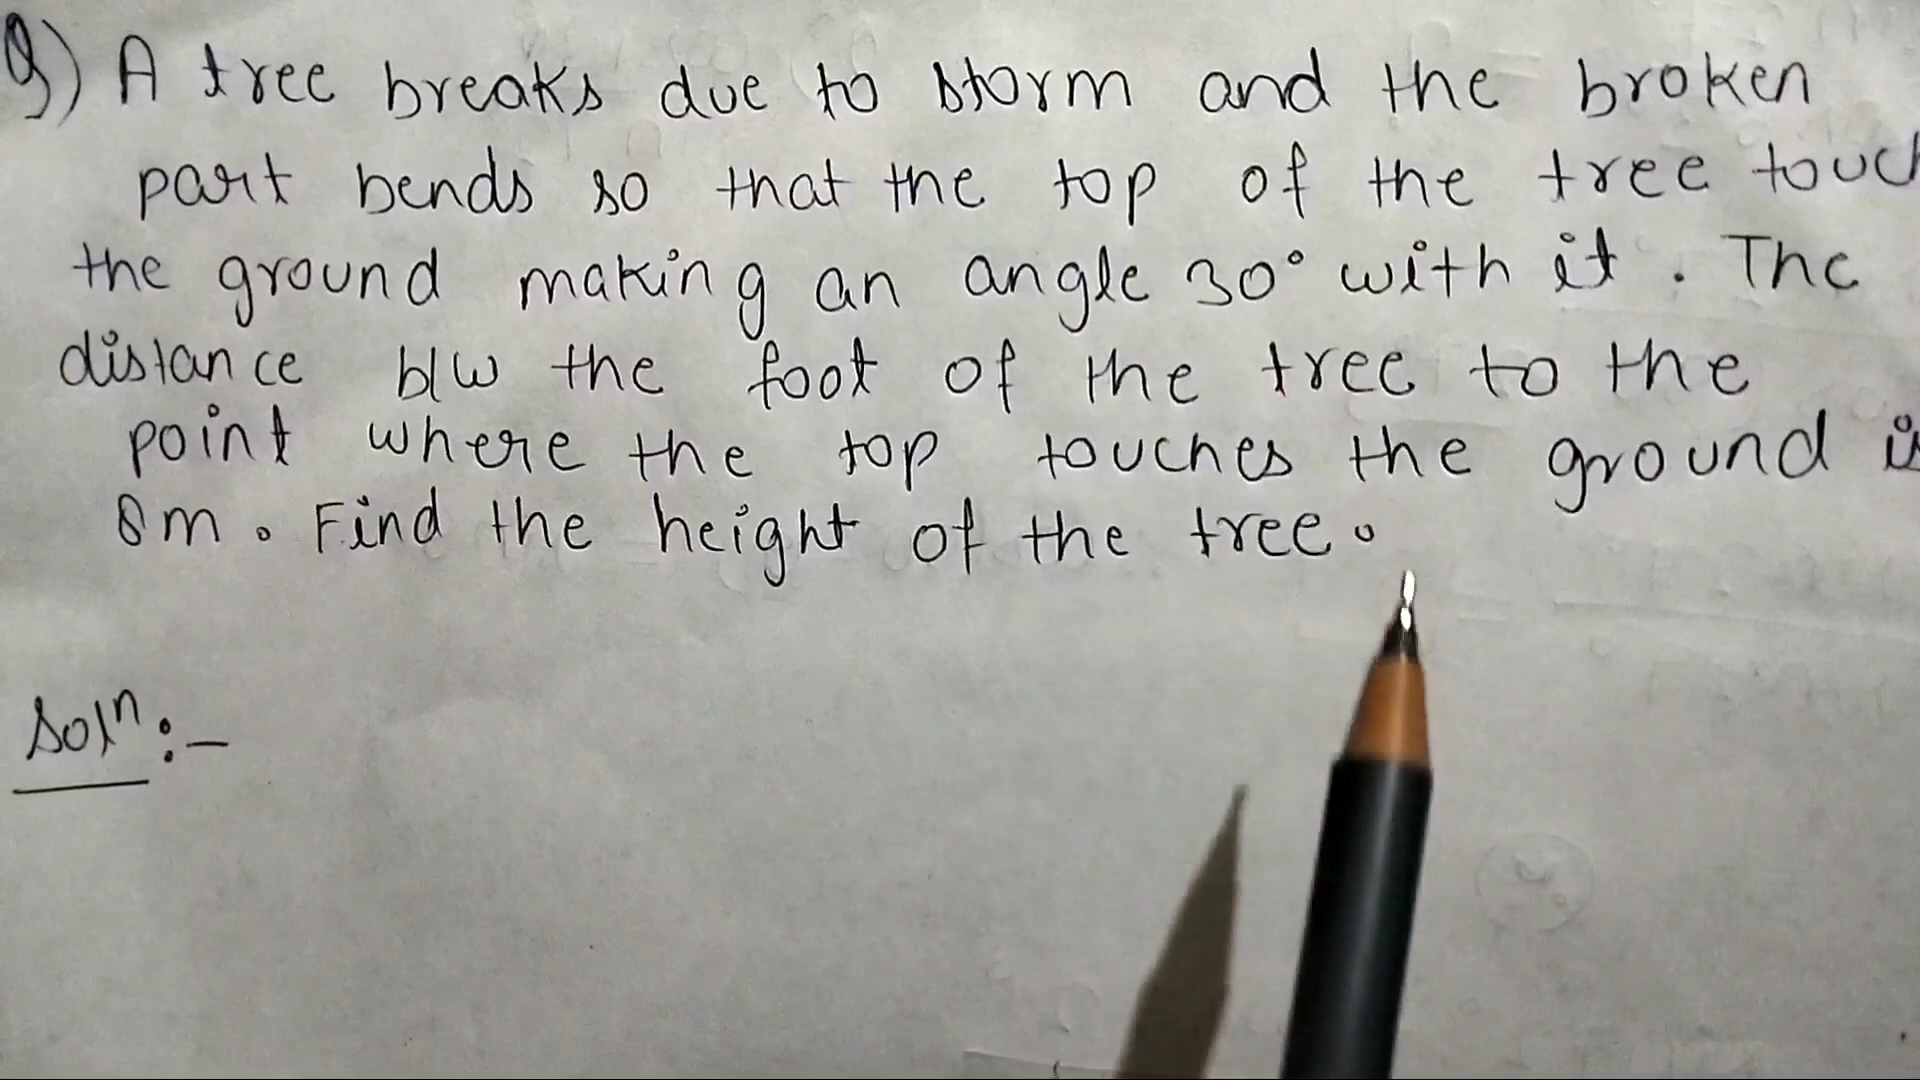 Q) A tree breaks due to storm and the broken
part bends so that the top of the tree touch
the ground making an angle 30° with it. The
distance b/w the foot of the tree to the
point where the top touches the ground is
8m. Find the height of the tree.
Solⁿ:-